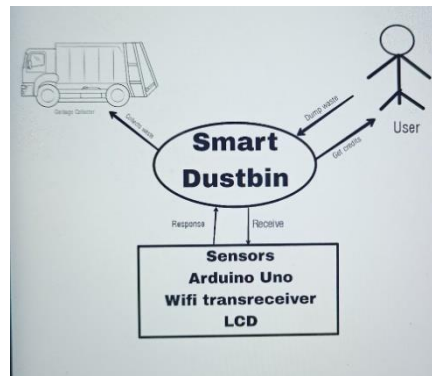 Garbage Collector
Collects waste
Dump waste
Get credits
User
Smart
Dustbin
Response
Receive
Sensors
Arduino Uno
Wifi transreceiver
LCD